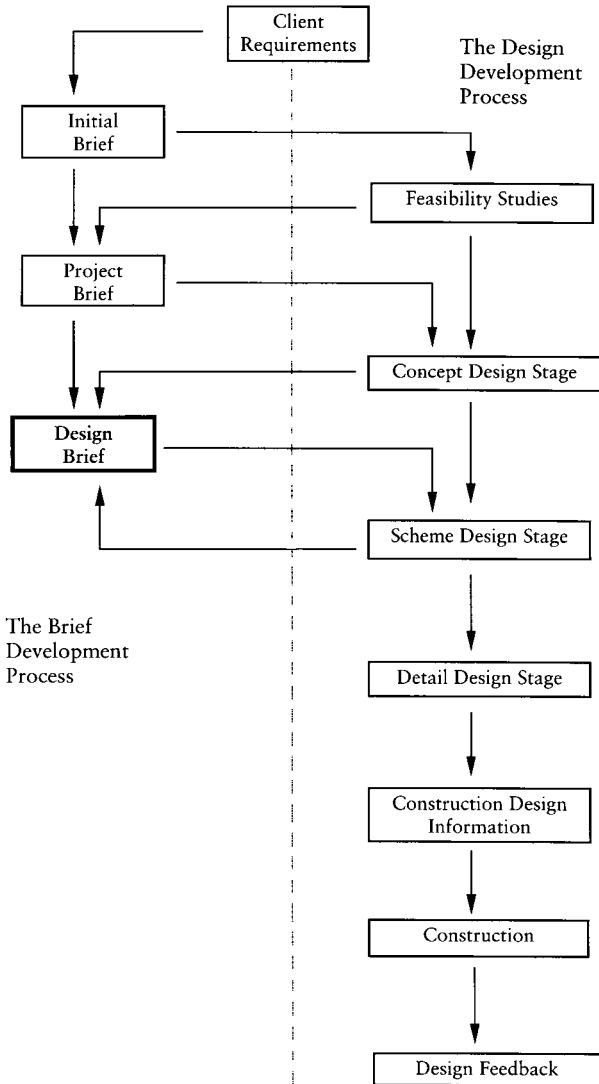 Client
Requirements
The Design
Development
Process
Initial
Brief
Feasibility Studies
Project
Brief
Concept Design Stage
Design
Brief
Scheme Design Stage
The Brief
Development
Process
Detail Design Stage
Construction Design
Information
Construction
Design Feedback